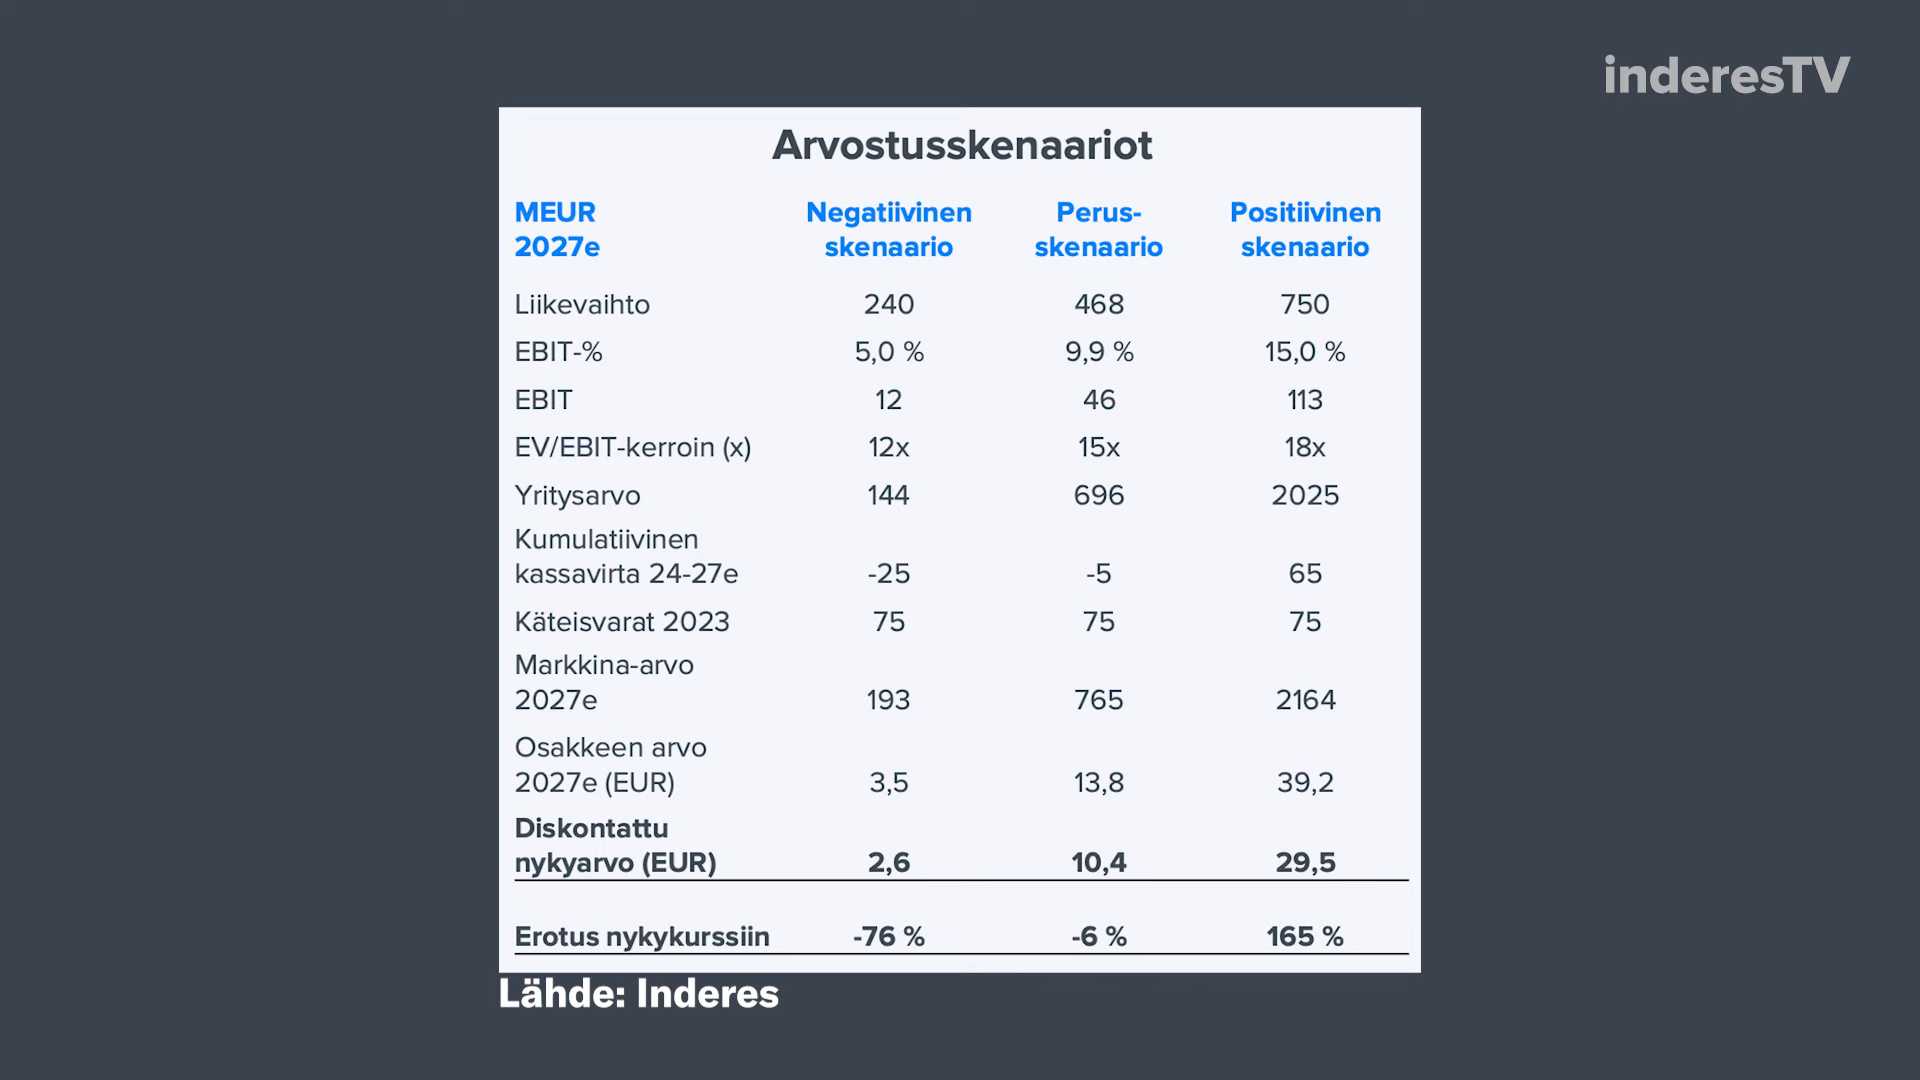 inderesTV
Arvostusskenaariot
MEUR Negatiivinen Perus- Positiivinen
2027e skenaario skenaario skenaario
Liikevaihto 240 468 750
EBIT-% 5,0 % 9,9 % 15,0 %
EBIT 12 46 113
EV/EBIT-kerroin (x) 12x 15x 18x
Yritysarvo 144 696 2025
Kumulatiivinen
kassavirta 24-27e -25 -5 65
Käteisvarat 2023 75 75 75
Markkina-arvo
2027e 193 765 2164
Osakkeen arvo
2027e (EUR) 3,5 13,8 39,2
Diskontattu
nykyarvo (EUR) 2,6 10,4 29,5
Erotus nykykurssiin -76 % -6 % 165 %
Lähde: Inderes